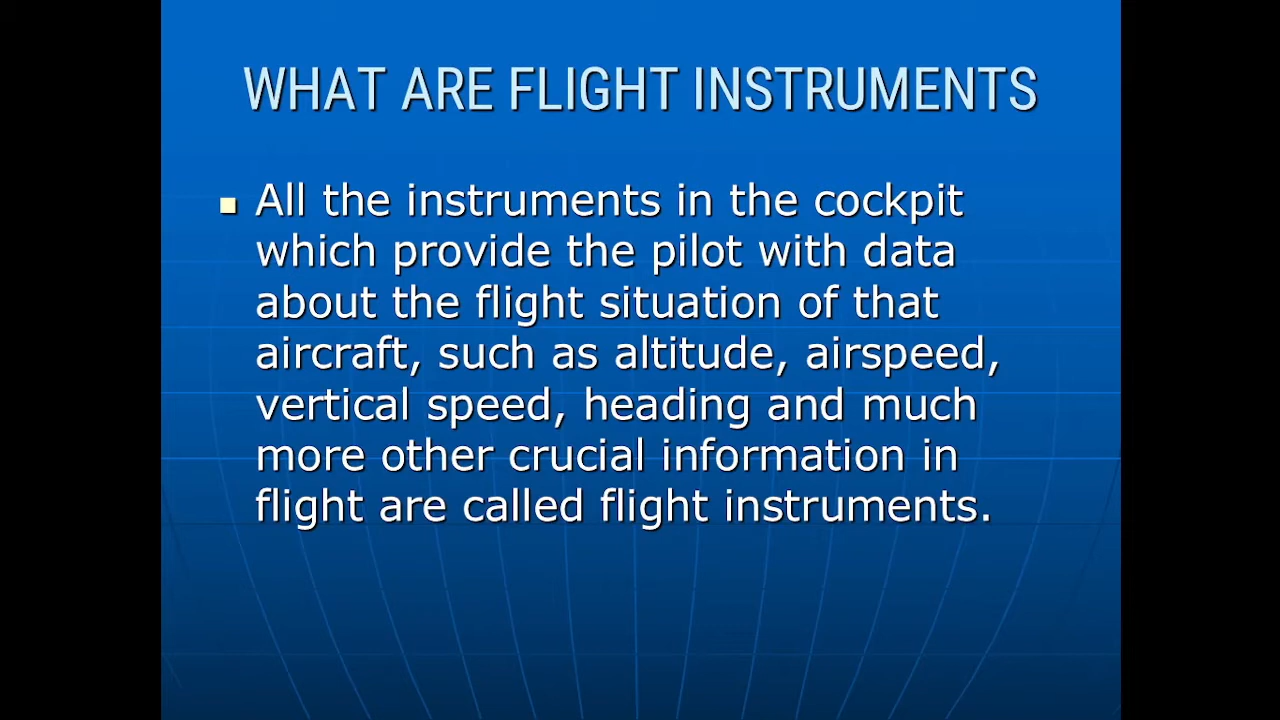 WHAT ARE FLIGHT INSTRUMENTS
All the instruments in the cockpit
which provide the pilot with data
about the flight situation of that
aircraft, such as altitude, airspeed,
vertical speed, heading and much
more other crucial information in
flight are called flight instruments.